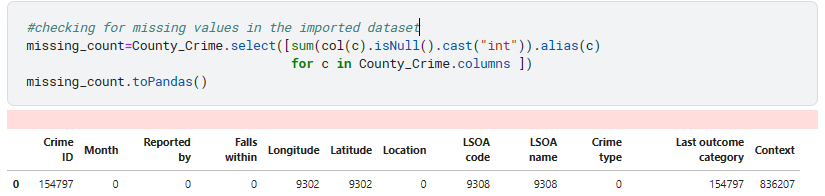 #checking for missing values in the imported dataset
missing_count=County_Crime.select([sum(col(c).isNull().cast("int")).alias(c)
for c in County_Crime.columns ])
missing_count.toPandas()
Crime ID Month Reported by Falls within Longitude Latitude Location LSOA code LSOA name Crime type Last outcome category Context
0 154797 0 0 0 9302 9302 0 9308 9308 0 154797 836207